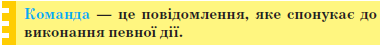 Команда — це повідомлення, яке спонукає до
виконання певної дії.